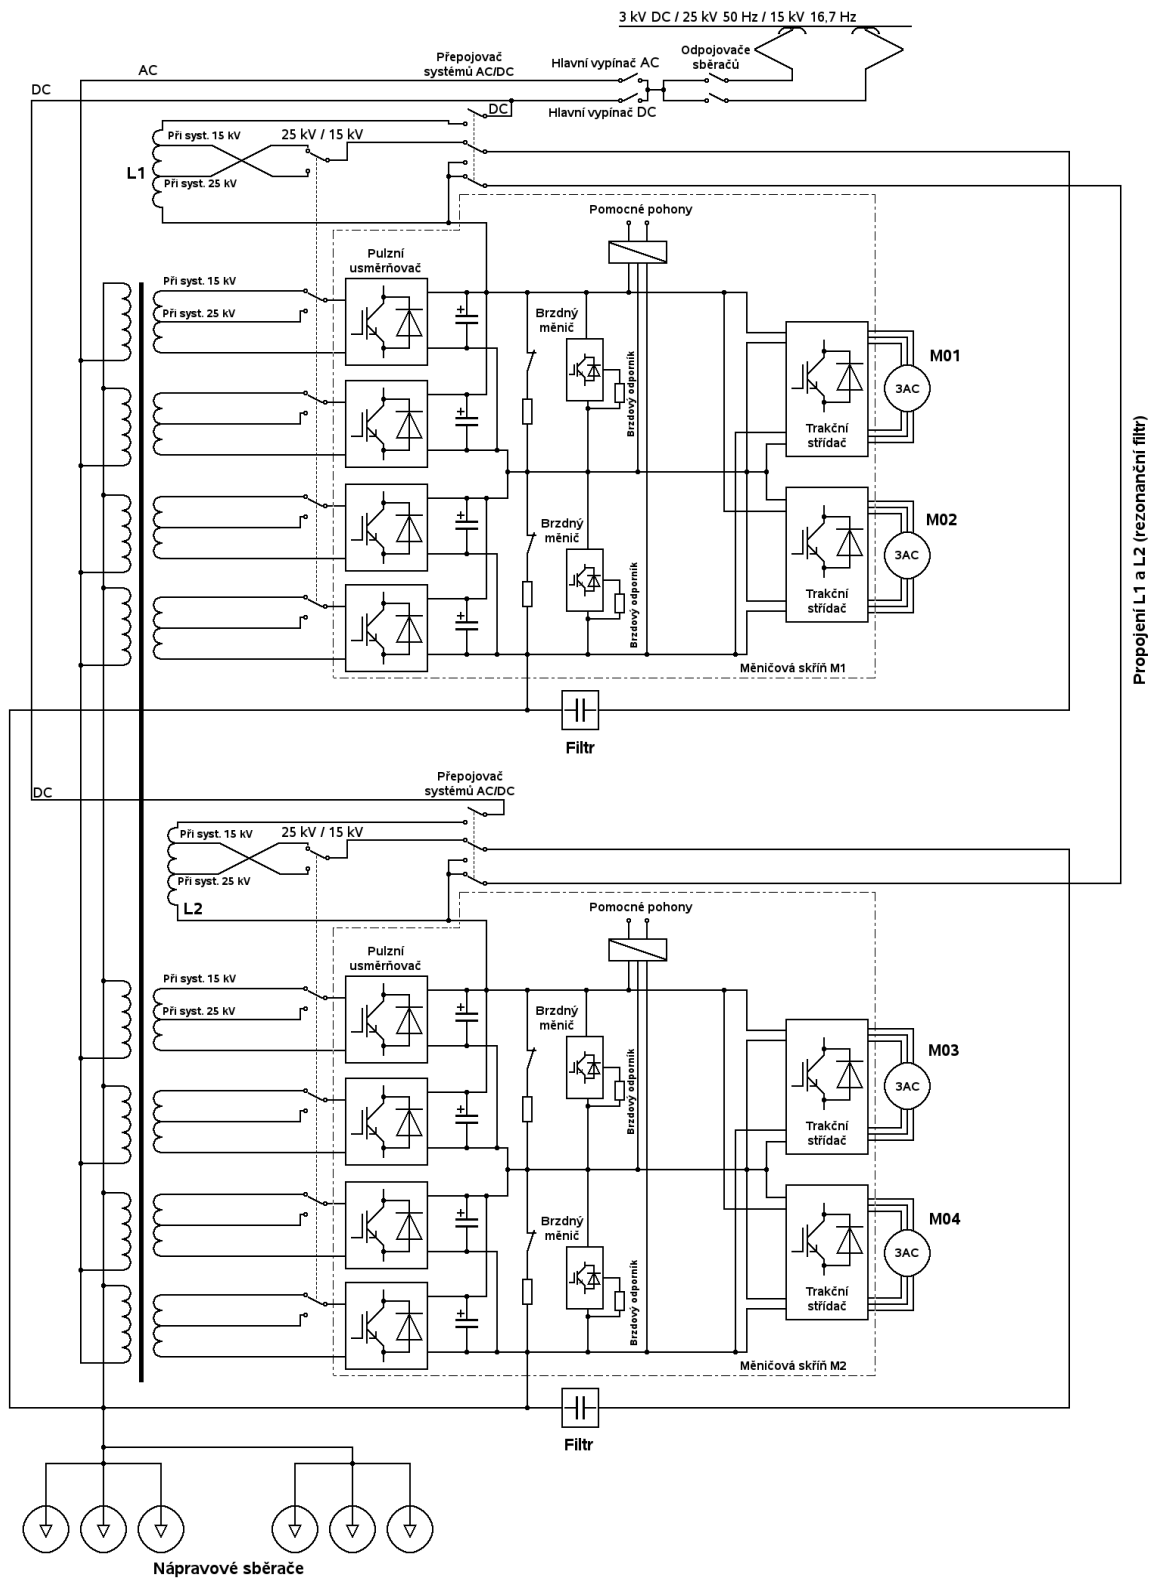 3 kV DC / 25 kV 50 Hz / 15 kV 16,7 Hz
Přepojovač
systémů AC/DC
Hlavní vypínač AC
Odpojovače
sběračů
AC
DC
Hlavní vypínač DC
DC
Při syst. 15 kV
25 kV / 15 kV
L1
Při syst. 25 kV
Pomocné pohony
Pulzní
usměrňovač
Při syst. 15 kV
Při syst. 25 kV
Brzdný
měnič
Brzdový odporník
M01
3AC
Trakční
střídač
Brzdný
měnič
Brzdový odporník
M02
3AC
Trakční
střídač
Měničová skříň M1
Propojení L1 a L2 (rezonanční filtr)
Filtr
Přepojovač
systémů AC/DC
DC
Při syst. 15 kV
25 kV / 15 kV
Při syst. 25 kV
L2
Pomocné pohony
Pulzní
usměrňovač
Při syst. 15 kV
Při syst. 25 kV
Brzdný
měnič
Brzdový odporník
M03
3AC
Trakční
střídač
Brzdný
měnič
Brzdový odporník
M04
3AC
Trakční
střídač
Měničová skříň M2
Filtr
Nápravové sběrače